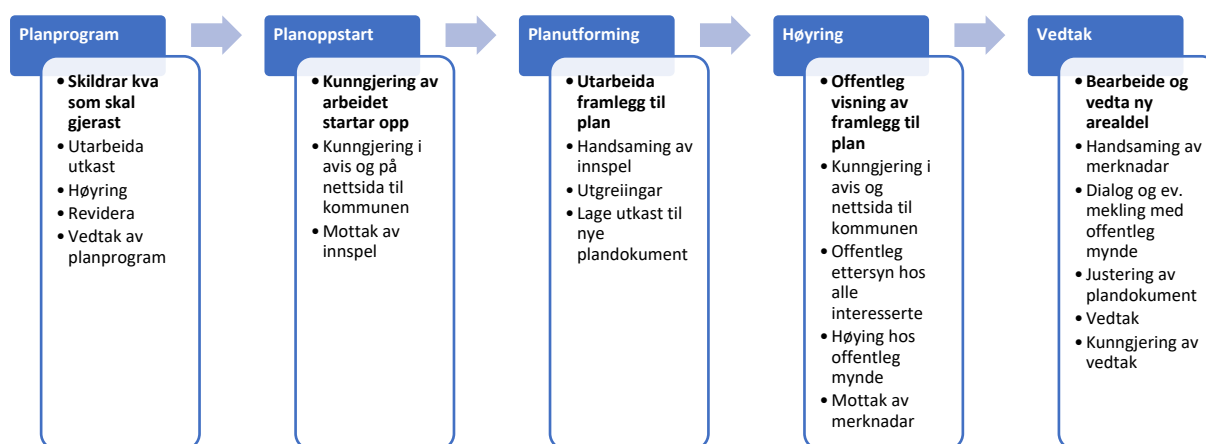 Planprogram
• Skildrar kva
som skal
gjerast
• Utarbeida
utkast
• Høyring
• Revidera
• Vedtak av
planprogram
Planoppstart
• Kunngjering av
arbeidet
startar opp
• Kunngjering i
avis og på
nettsida til
kommunen
• Mottak av
innspel
Planutforming
• Utarbeida
framlegg til
plan
• Handsaming av
innspel
• Utgreiingar
• Lage utkast til
nye
plandokument
Høyring
• Offentleg
visning av
framlegg til
plan
• Kunngjering i
avis og
nettsida til
kommunen
• Offentleg
ettersyn hos
alle
interesserte
• Høying hos
offentleg
mynde
• Mottak av
merknadar
Vedtak
• Bearbeide og
vedta ny
arealdel
• Handsaming av
merknadar
• Dialog og ev.
mekling med
offentleg
mynde
• Justering av
plandokument
• Vedtak
• Kunngjering av
vedtak